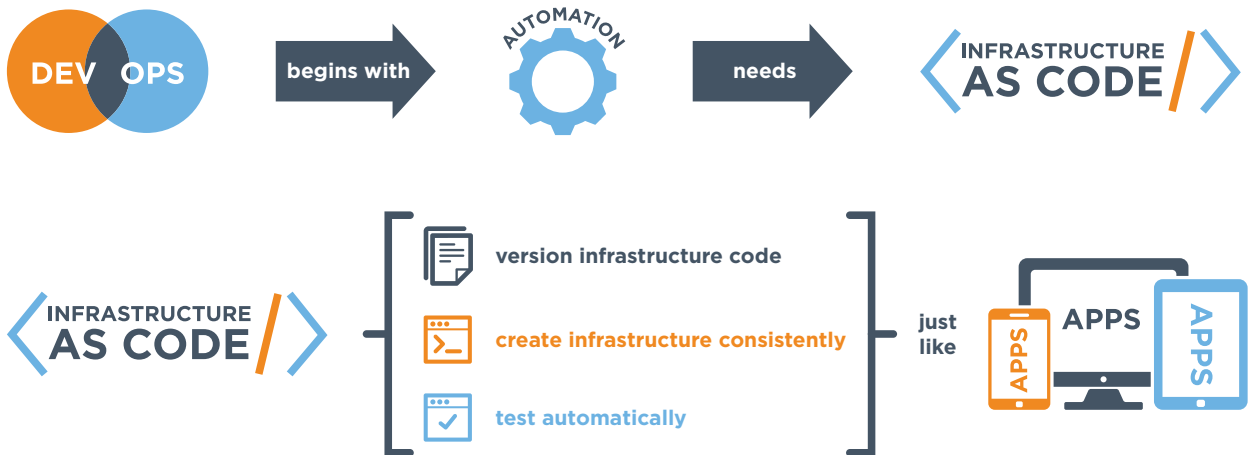 DEV OPS
begins with
AUTOMATION
needs
INFRASTRUCTURE
AS CODE
INFRASTRUCTURE
AS CODE
version infrastructure code
create infrastructure consistently
test automatically
just
like
APPS
APPS
APPS